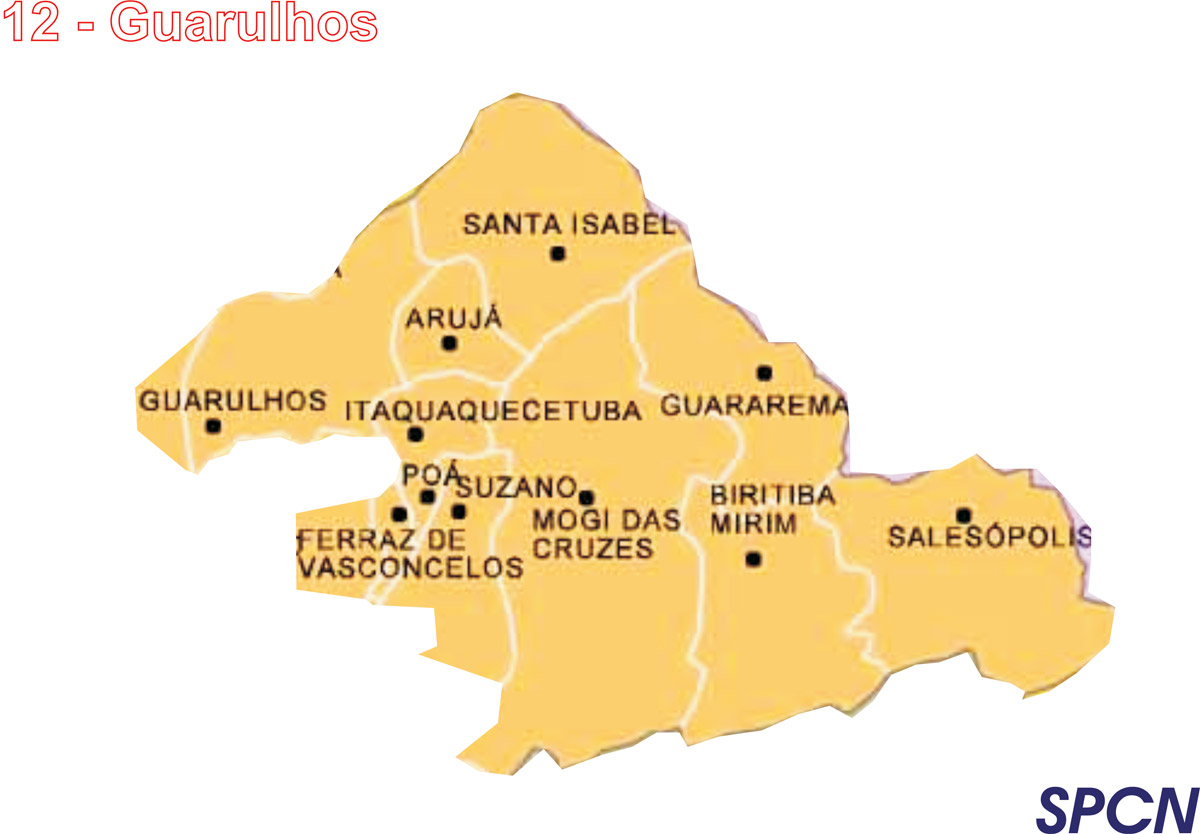 12 - Guarulhos
SANTA ISABEL
ARUJÁ
GUARULHOS
ITAQUAQUECETUBA
GUARAREMA
POÁ
SUZANO
MOGI DAS
CRUZES
BIRITIBA
MIRIM
SALESÓPOLIS
FERRAZ DE
VASCONCELOS
SPCN